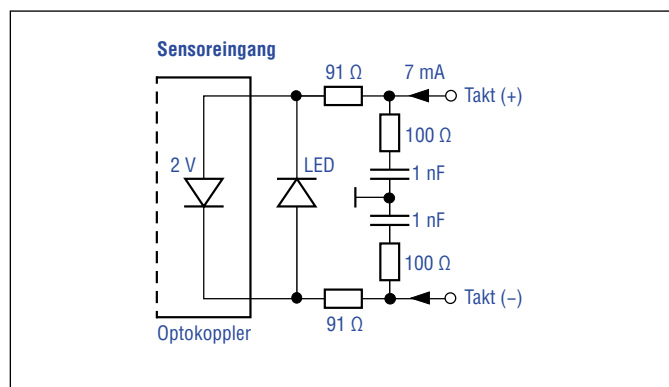 Sensoreingang
91 Ω
7 mA
Takt (+)
100 Ω
2 V
LED
1 nF
1 nF
100 Ω
Takt (−)
Optokoppler
91 Ω